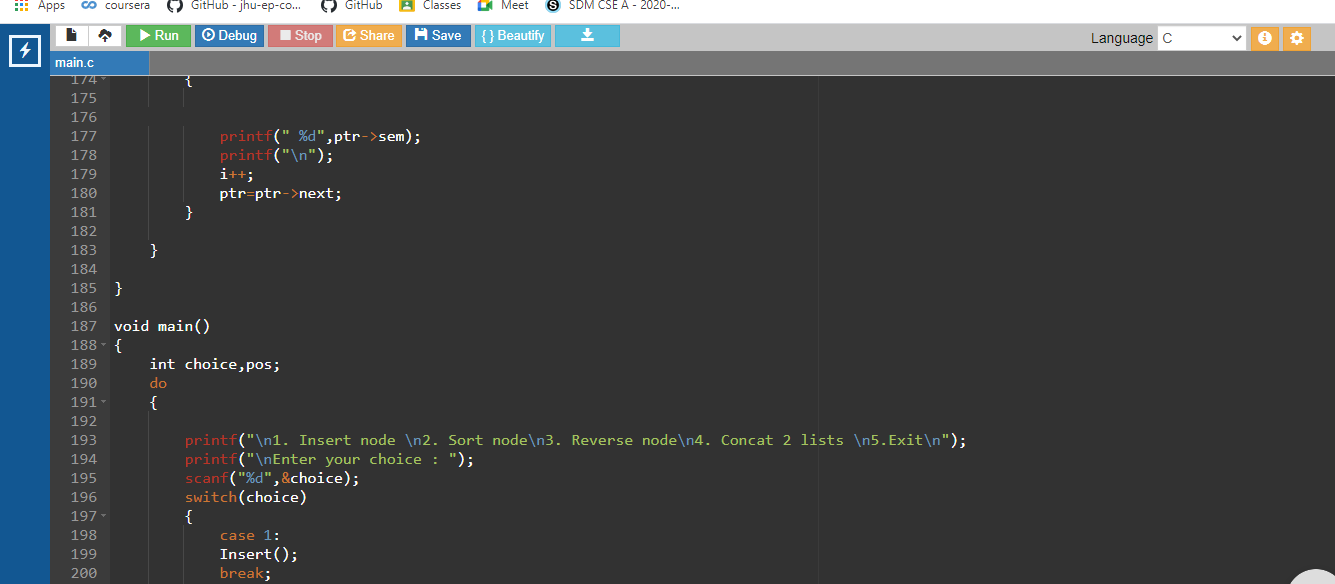 Apps coursera GitHub - jhu-ep-co... GitHub Classes Meet SDM CSE A - 2020-...
Run Debug Stop Share Save { } Beautify Language C
main.c
174 {
175
176
177 printf(" %d",ptr->sem);
178 printf("\n");
179 i++;
180 ptr=ptr->next;
181 }
182
183 }
184
185 }
186
187 void main()
188 {
189 int choice,pos;
190 do
191 {
192
193 printf("\n1. Insert node \n2. Sort node\n3. Reverse node\n4. Concat 2 lists \n5.Exit\n");
194 printf("\nEnter your choice : ");
195 scanf("%d",&choice);
196 switch(choice)
197 {
198 case 1:
199 Insert();
200 break;